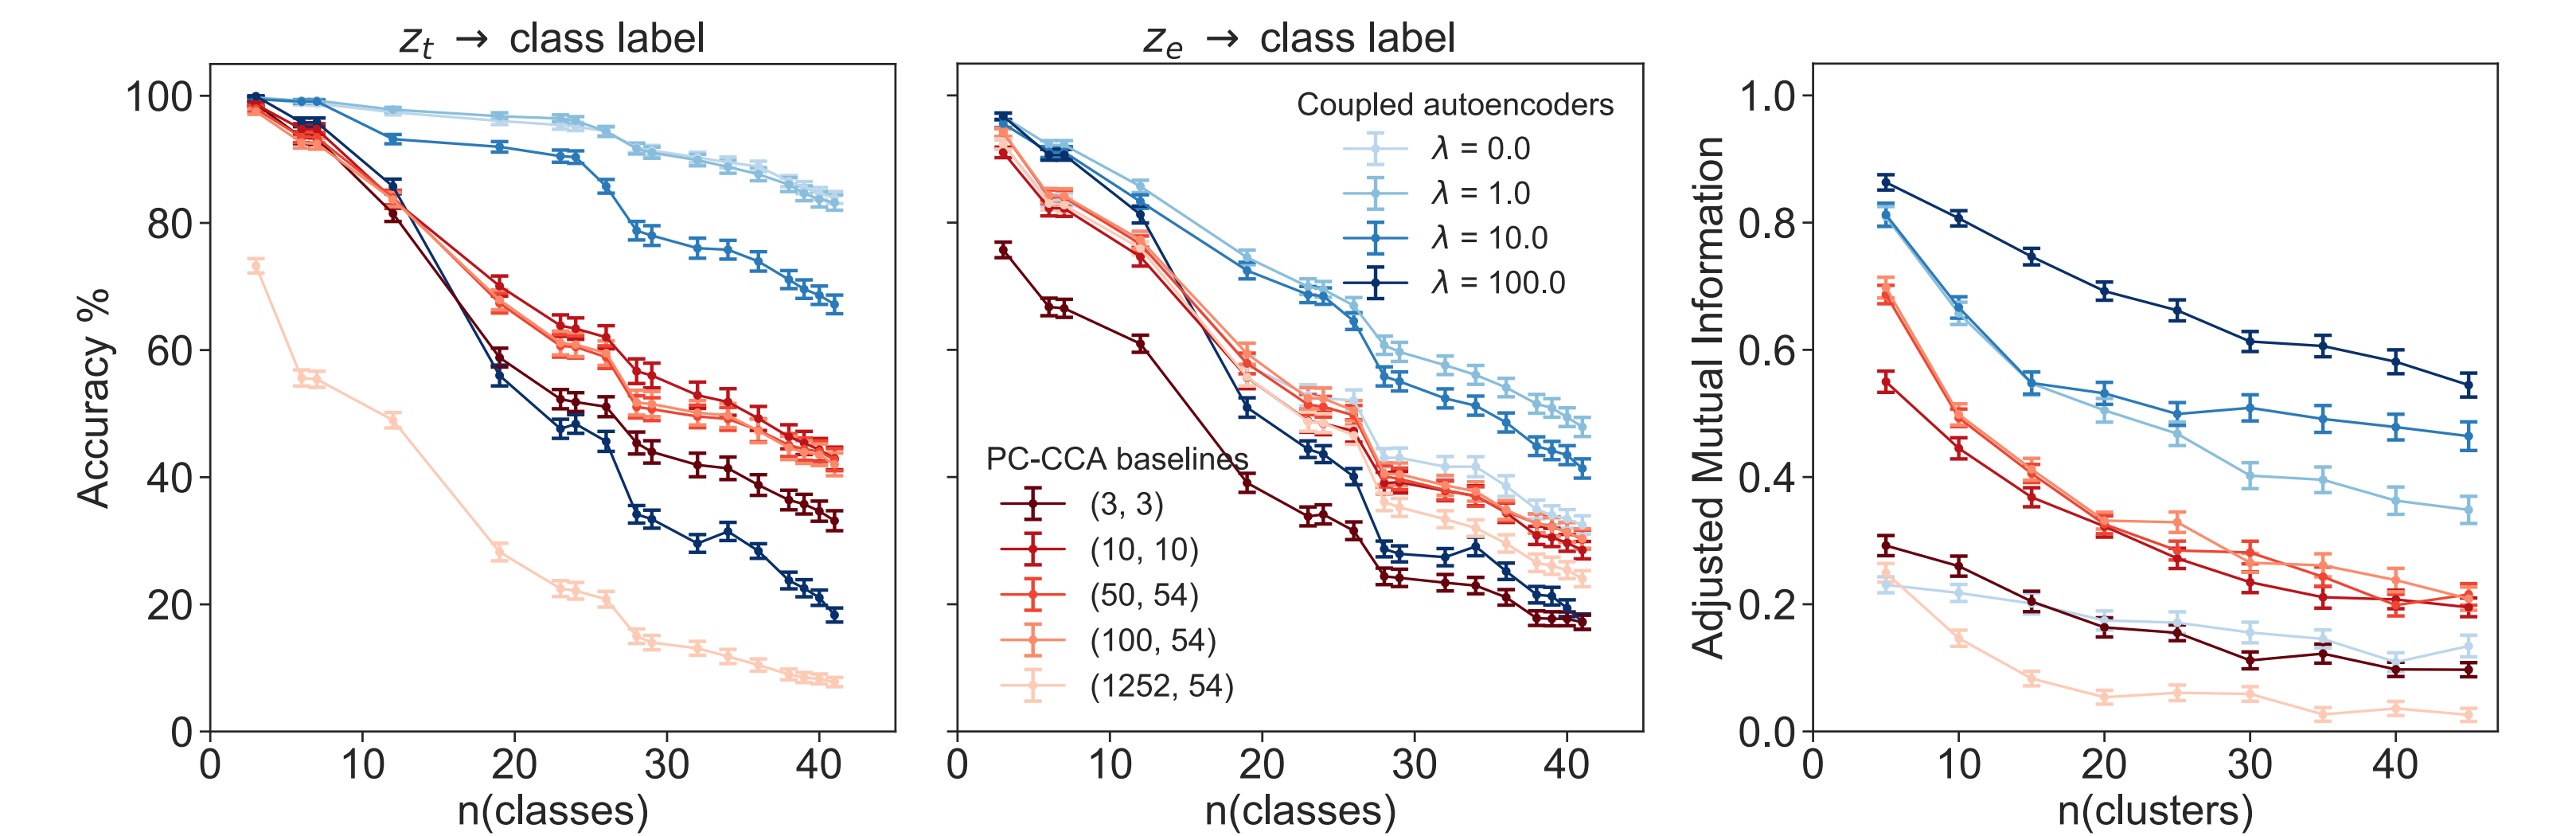 z_t → class label
100
80
60
40
20
0
Accuracy %
0 10 20 30 40
n(classes)
z_e → class label
Coupled autoencoders
λ = 0.0
λ = 1.0
λ = 10.0
λ = 100.0
PC-CCA baselines
(3, 3)
(10, 10)
(50, 54)
(100, 54)
(1252, 54)
0 10 20 30 40
n(classes)
1.0
0.8
0.6
0.4
0.2
0.0
Adjusted Mutual Information
0 10 20 30 40
n(clusters)